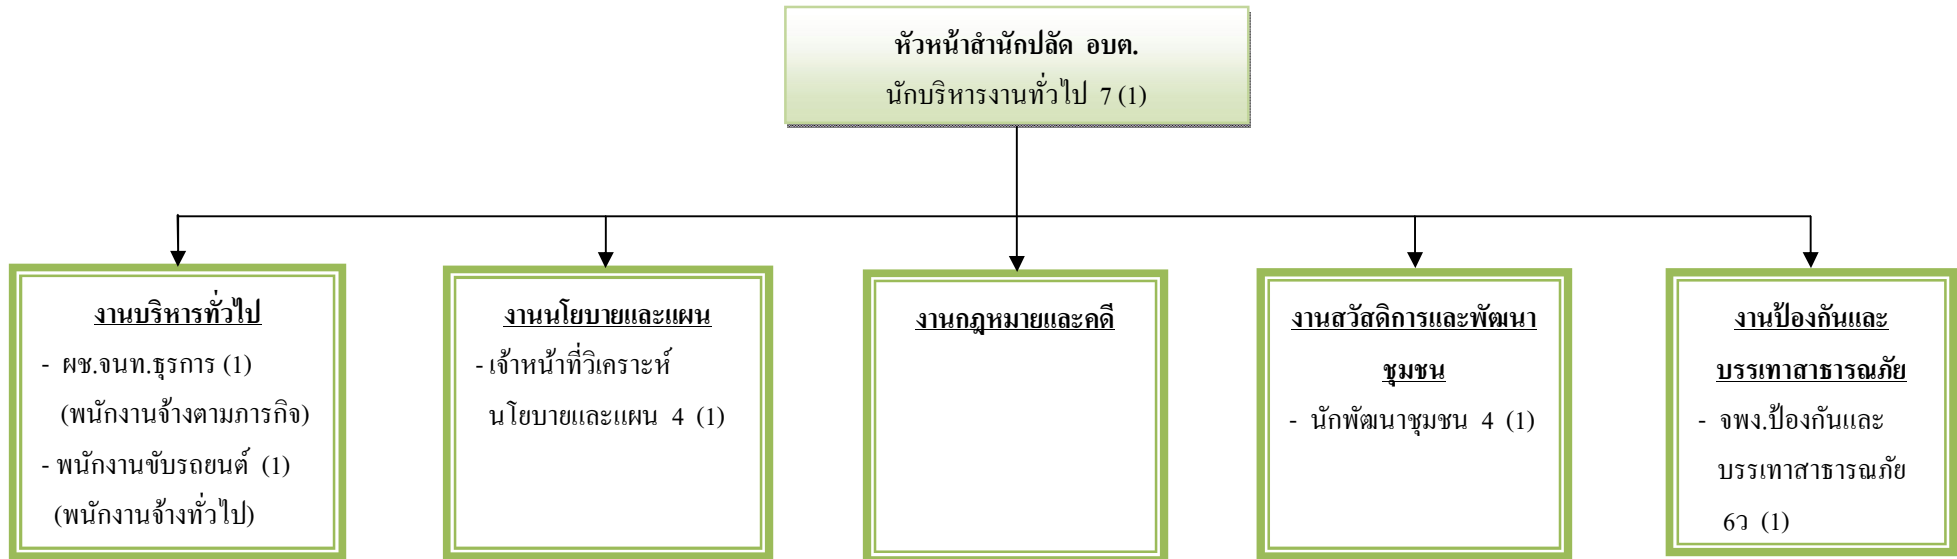 หัวหน้าสำนักปลัด อบต.
นักบริหารงานทั่วไป 7 (1)
งานบริหารทั่วไป
- ผช.จนท.ธุรการ (1)
(พนักงานจ้างตามภารกิจ)
- พนักงานขับรถยนต์ (1)
(พนักงานจ้างทั่วไป)
งานนโยบายและแผน
- เจ้าหน้าที่วิเคราะห์
นโยบายและแผน 4 (1)
งานกฎหมายและคดี
งานสวัสดิการและพัฒนา
ชุมชน
- นักพัฒนาชุมชน 4 (1)
งานป้องกันและ
บรรเทาสาธารณภัย
- จพง.ป้องกันและ
บรรเทาสาธารณภัย
6ว (1)